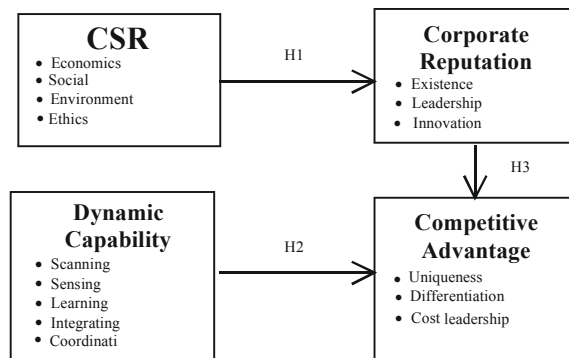 CSR
• Economics
• Social
• Environment
• Ethics
H1
Corporate
Reputation
• Existence
• Leadership
• Innovation
H3
Dynamic
Capability
• Scanning
• Sensing
• Learning
• Integrating
• Coordinati
H2
Competitive
Advantage
• Uniqueness
• Differentiation
• Cost leadership